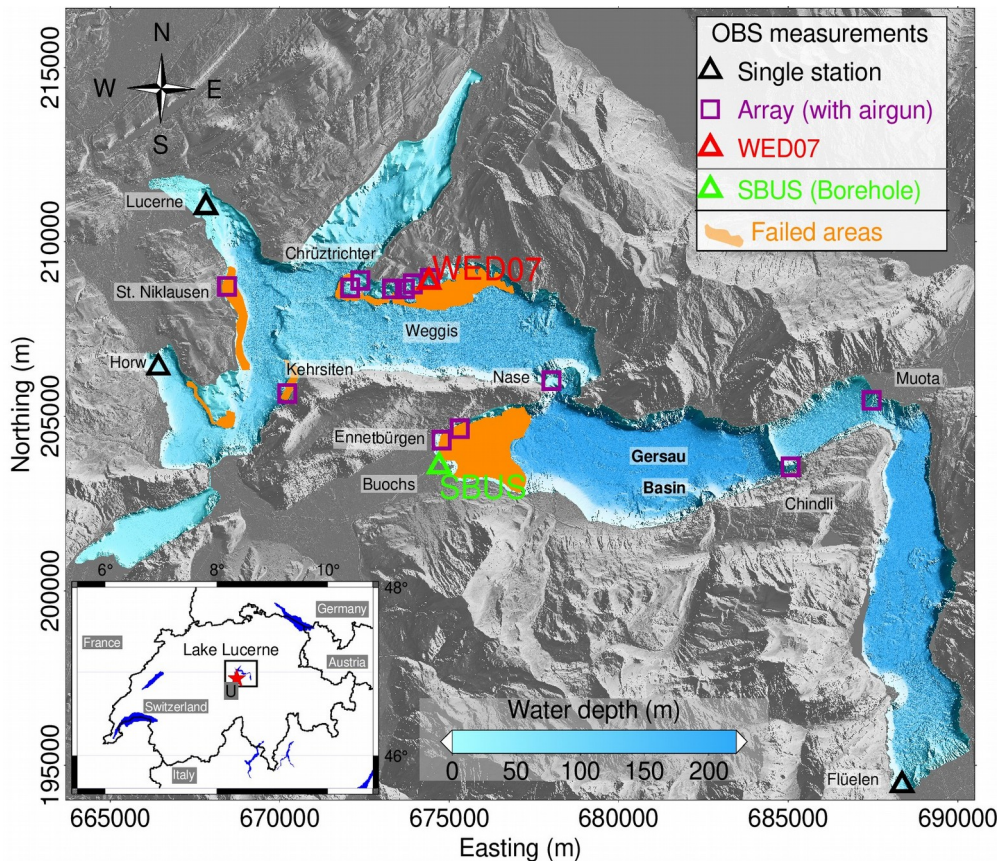 OBS measurements
Single station
Array (with airgun)
WED07
SBUS (Borehole)
Failed areas
N
W
E
S
Lucerne
Chrüztrichter
WED07
St. Niklausen
Weggis
Horw
Kehrsiten
Nase
Muota
Ennetbürgen
Gersau
Basin
Buochs
SBUS
Chindli
Flüelen
6°
8°
10°
48°
46°
Germany
France
Lake Lucerne
Austria
U
Switzerland
Italy
Water depth (m)
0 50 100 150 200
Northing (m)
215000
210000
205000
200000
195000
665000 670000 675000 680000 685000 690000
Easting (m)